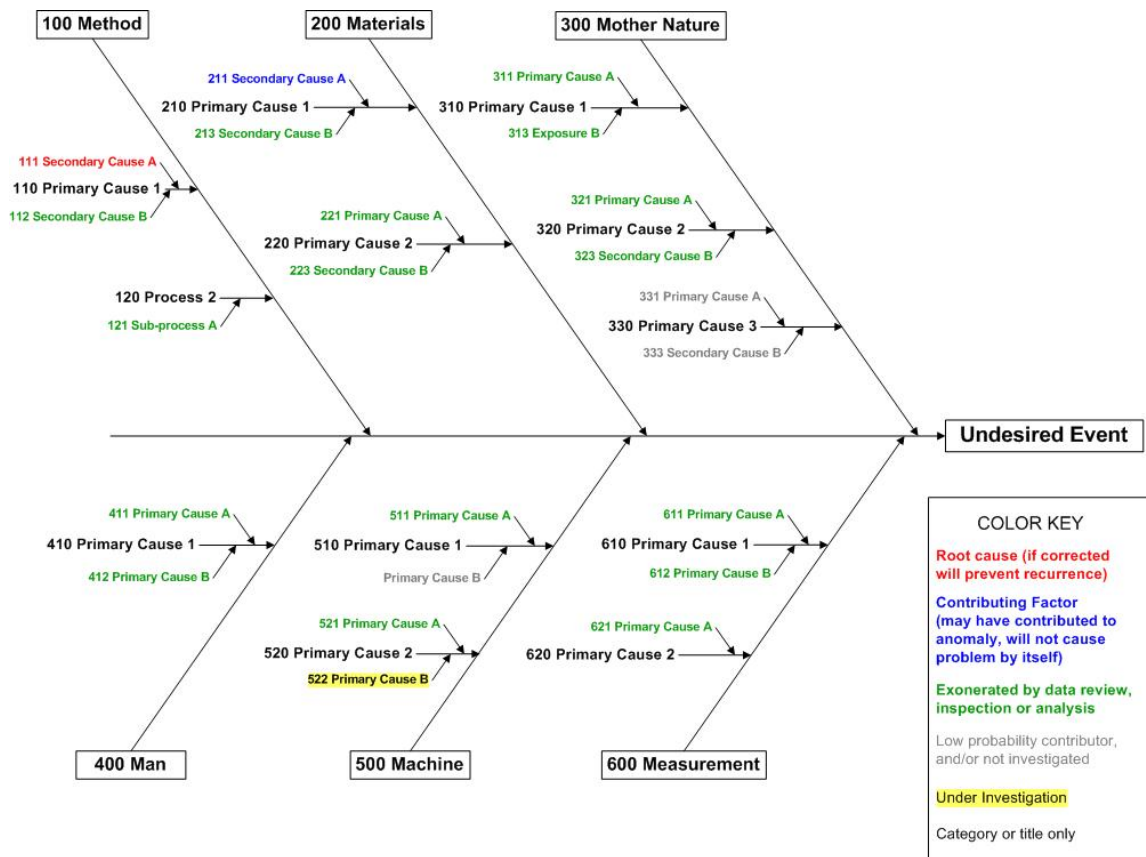 100 Method
200 Materials
300 Mother Nature
211 Secondary Cause A
311 Primary Cause A
210 Primary Cause 1
310 Primary Cause 1
213 Secondary Cause B
313 Exposure B
111 Secondary Cause A
110 Primary Cause 1
112 Secondary Cause B
221 Primary Cause A
220 Primary Cause 2
223 Secondary Cause B
321 Primary Cause A
320 Primary Cause 2
323 Secondary Cause B
120 Process 2
121 Sub-process A
331 Primary Cause A
330 Primary Cause 3
333 Secondary Cause B
Undesired Event
411 Primary Cause A
410 Primary Cause 1
412 Primary Cause B
511 Primary Cause A
510 Primary Cause 1
Primary Cause B
611 Primary Cause A
610 Primary Cause 1
612 Primary Cause B
521 Primary Cause A
520 Primary Cause 2
522 Primary Cause B
621 Primary Cause A
620 Primary Cause 2
400 Man
500 Machine
600 Measurement
COLOR KEY
Root cause (if corrected
will prevent recurrence)
Contributing Factor
(may have contributed to
anomaly, will not cause
problem by itself)
Exonerated by data review,
inspection or analysis
Low probability contributor,
and/or not investigated
Under Investigation
Category or title only